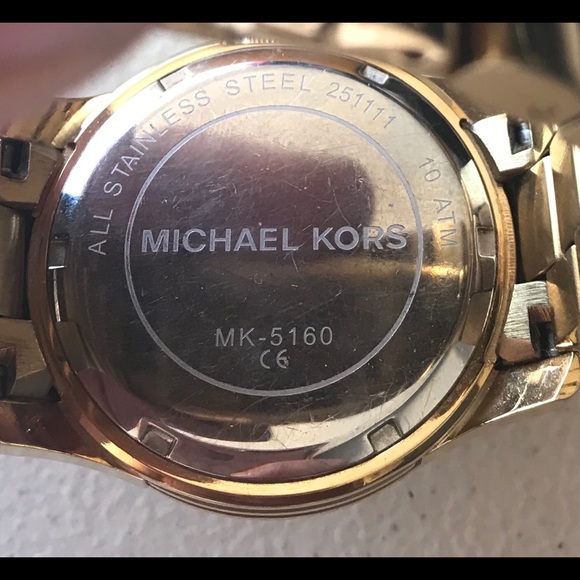 ALL STAINLESS STEEL 251111 10 ATM
MICHAEL KORS
MK-5160
CE